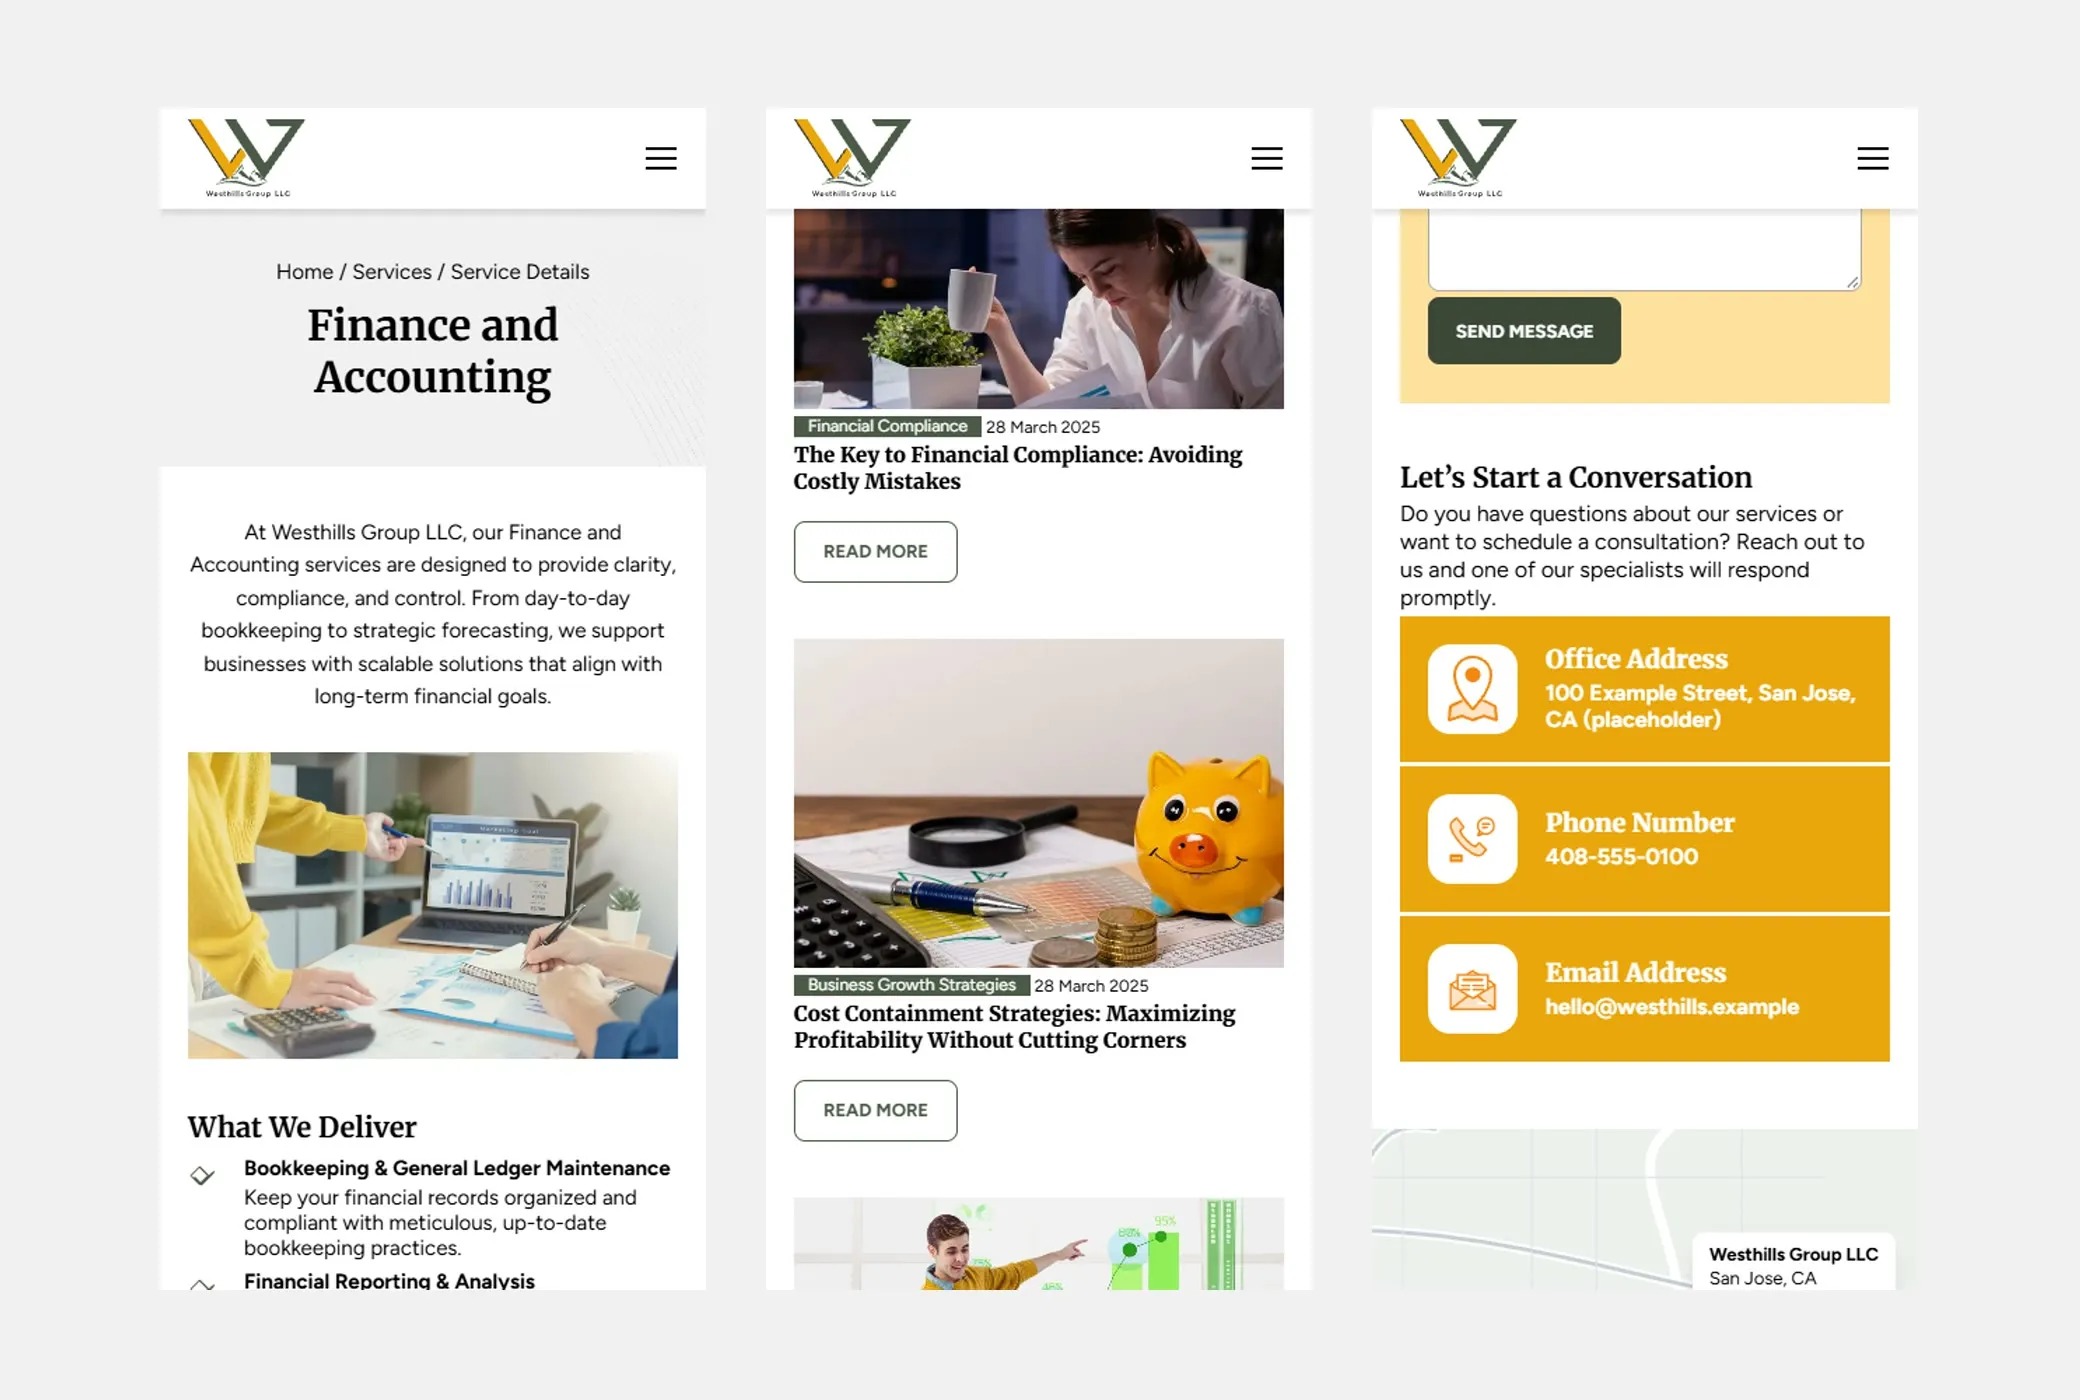 Westhills Group LLC
Home / Services / Service Details
Finance and
Accounting
At Westhills Group LLC, our Finance and
Accounting services are designed to provide clarity,
compliance, and control. From day-to-day
bookkeeping to strategic forecasting, we support
businesses with scalable solutions that align with
long-term financial goals.
Marketing Goal
What We Deliver
Bookkeeping & General Ledger Maintenance
Keep your financial records organized and
compliant with meticulous, up-to-date
bookkeeping practices.
Financial Reporting & Analysis
Westhills Group LLC
Financial Compliance 28 March 2025
The Key to Financial Compliance: Avoiding
Costly Mistakes
READ MORE
Business Growth Strategies 28 March 2025
Cost Containment Strategies: Maximizing
Profitability Without Cutting Corners
READ MORE
95%
Westhills Group LLC
SEND MESSAGE
Let’s Start a Conversation
Do you have questions about our services or
want to schedule a consultation? Reach out to
us and one of our specialists will respond
promptly.
Office Address
100 Example Street, San Jose,
CA (placeholder)
Phone Number
408-555-0100
Email Address
hello@westhills.example
Westhills Group LLC
San Jose, CA